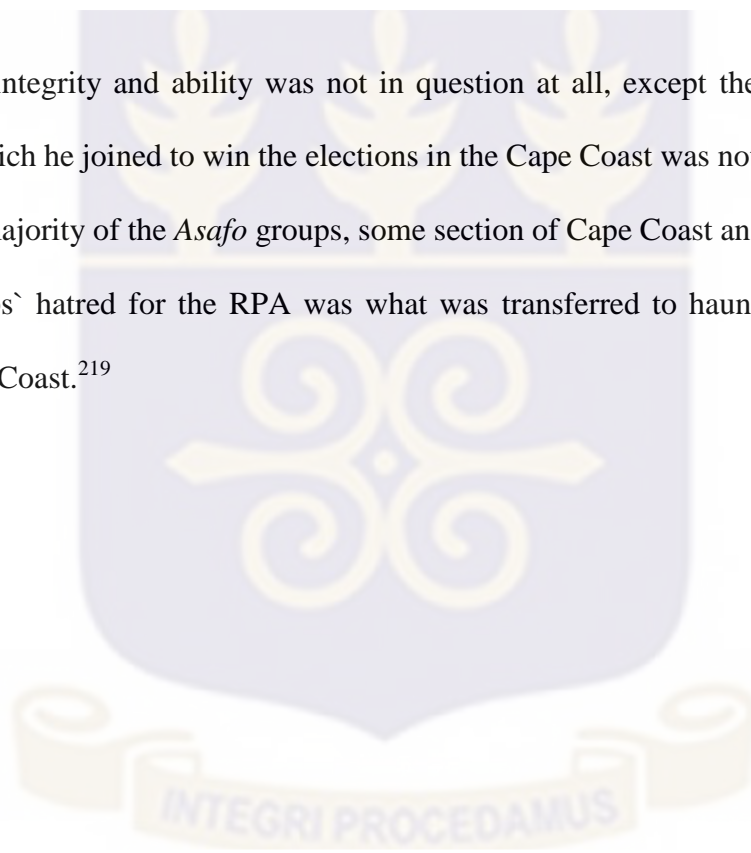 integrity and ability was not in question at all, except the
ich he joined to win the elections in the Cape Coast was no
ajority of the Asafo groups, some section of Cape Coast an
s` hatred for the RPA was what was transferred to haun
Coast.219
INTEGRI PROCEDAMUS